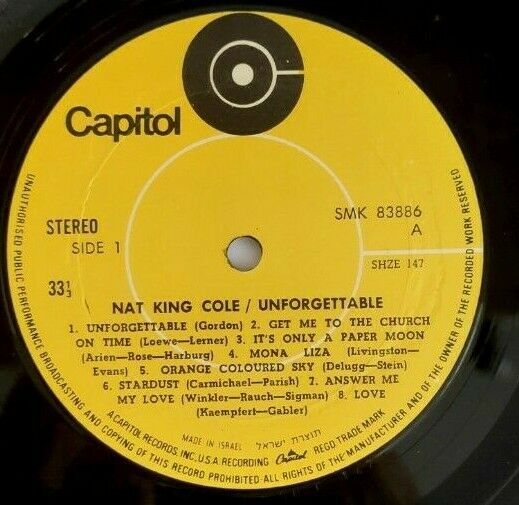 Capitol
STEREO
SIDE 1
33⅓
SMK 83886
A
SHZE 147
NAT KING COLE / UNFORGETTABLE
1. UNFORGETTABLE (Gordon) 2. GET ME TO THE CHURCH
ON TIME (Loewe—Lerner) 3. IT'S ONLY A PAPER MOON
(Arien—Rose—Harburg) 4. MONA LIZA (Livingston-
Evans) 5. ORANGE COLOURED SKY (Delugg—Stein)
6. STARDUST (Carmichael—Parish) 7. ANSWER ME
MY LOVE (Winkler—Rauch—Sigman) 8. LOVE
(Kaempfert—Gabler)
MADE IN ISRAEL תוצרת ישראל
A CAPITOL RECORDS, INC. U.S.A. RECORDING Capitol REGD TRADE MARK
UNAUTHORISED PUBLIC PERFORMANCE BROADCASTING AND COPYING OF THIS RECORD PROHIBITED ALL RIGHTS OF THE MANUFACTURER AND OF THE OWNER OF THE RECORDED WORK RESERVED